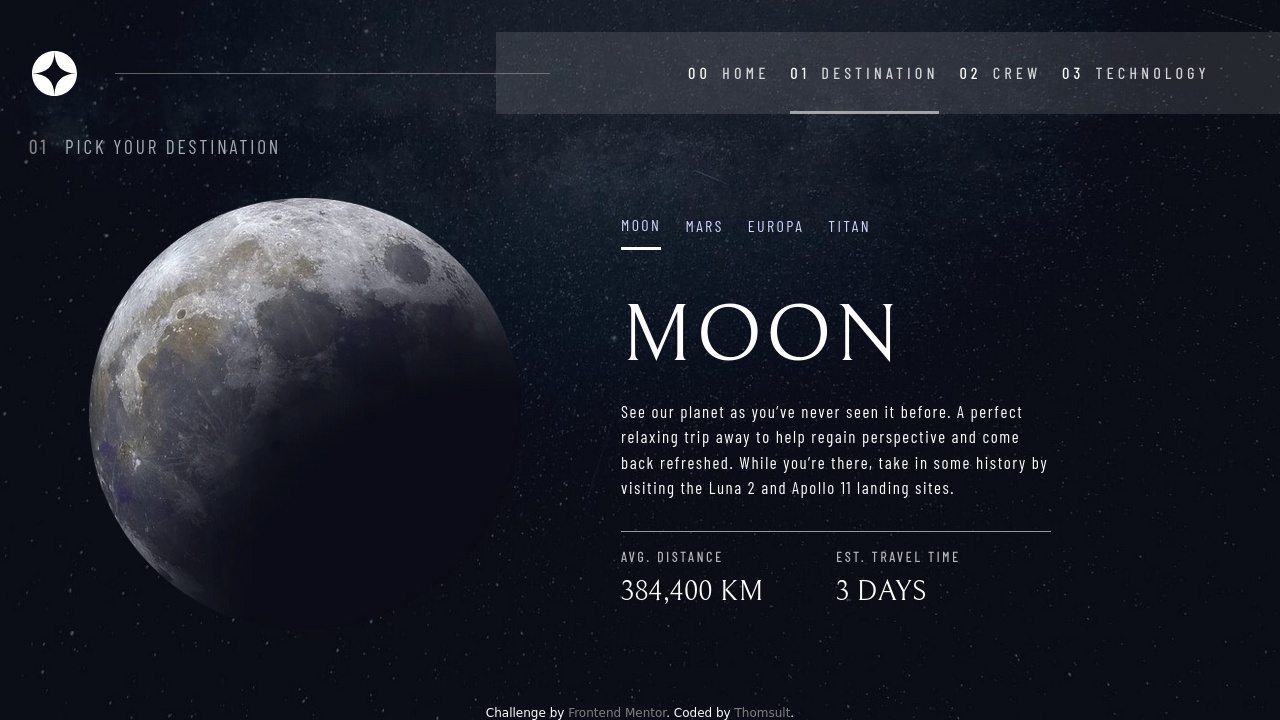 00 HOME 01 DESTINATION 02 CREW 03 TECHNOLOGY
01 PICK YOUR DESTINATION
MOON MARS EUROPA TITAN
MOON
See our planet as you’ve never seen it before. A perfect
relaxing trip away to help regain perspective and come
back refreshed. While you’re there, take in some history by
visiting the Luna 2 and Apollo 11 landing sites.
AVG. DISTANCE EST. TRAVEL TIME
384,400 KM 3 DAYS
Challenge by Frontend Mentor. Coded by Thomsult.